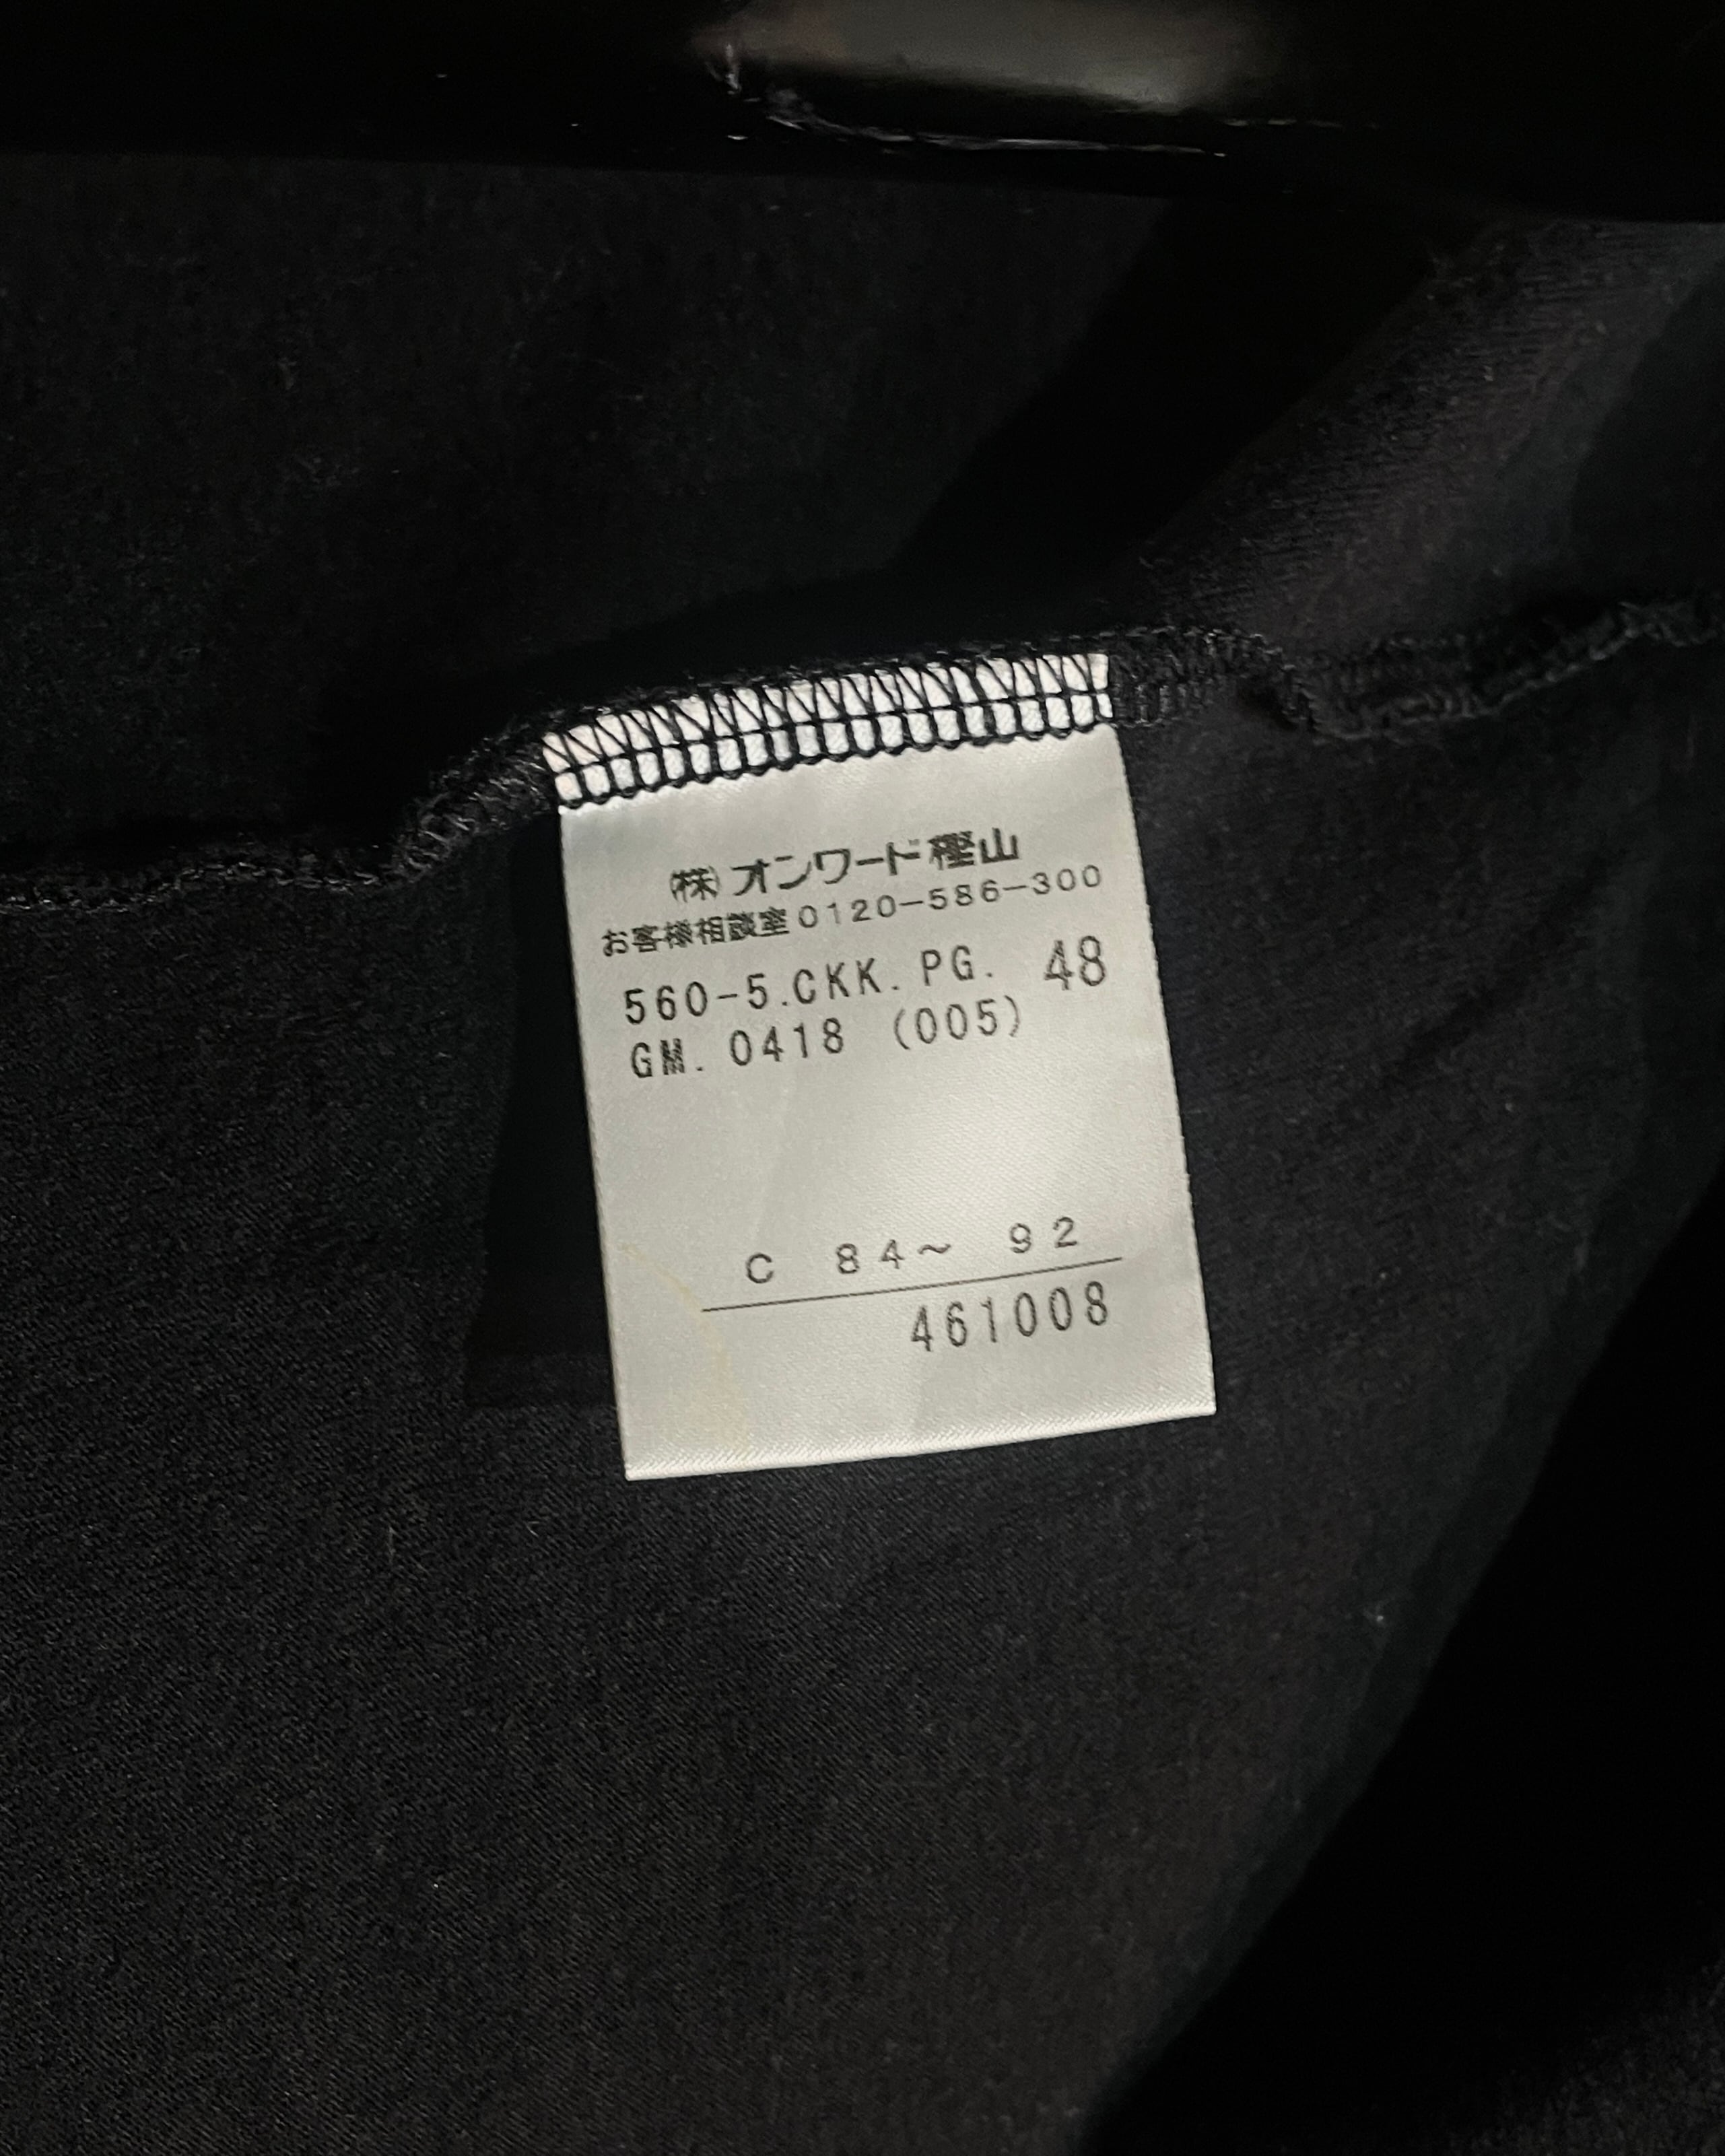 ㈱オンワード樫山
お客様相談室0120-586-300
560-5.CKK.PG. 48
GM. 0418 (005)
C 84~ 92
461008